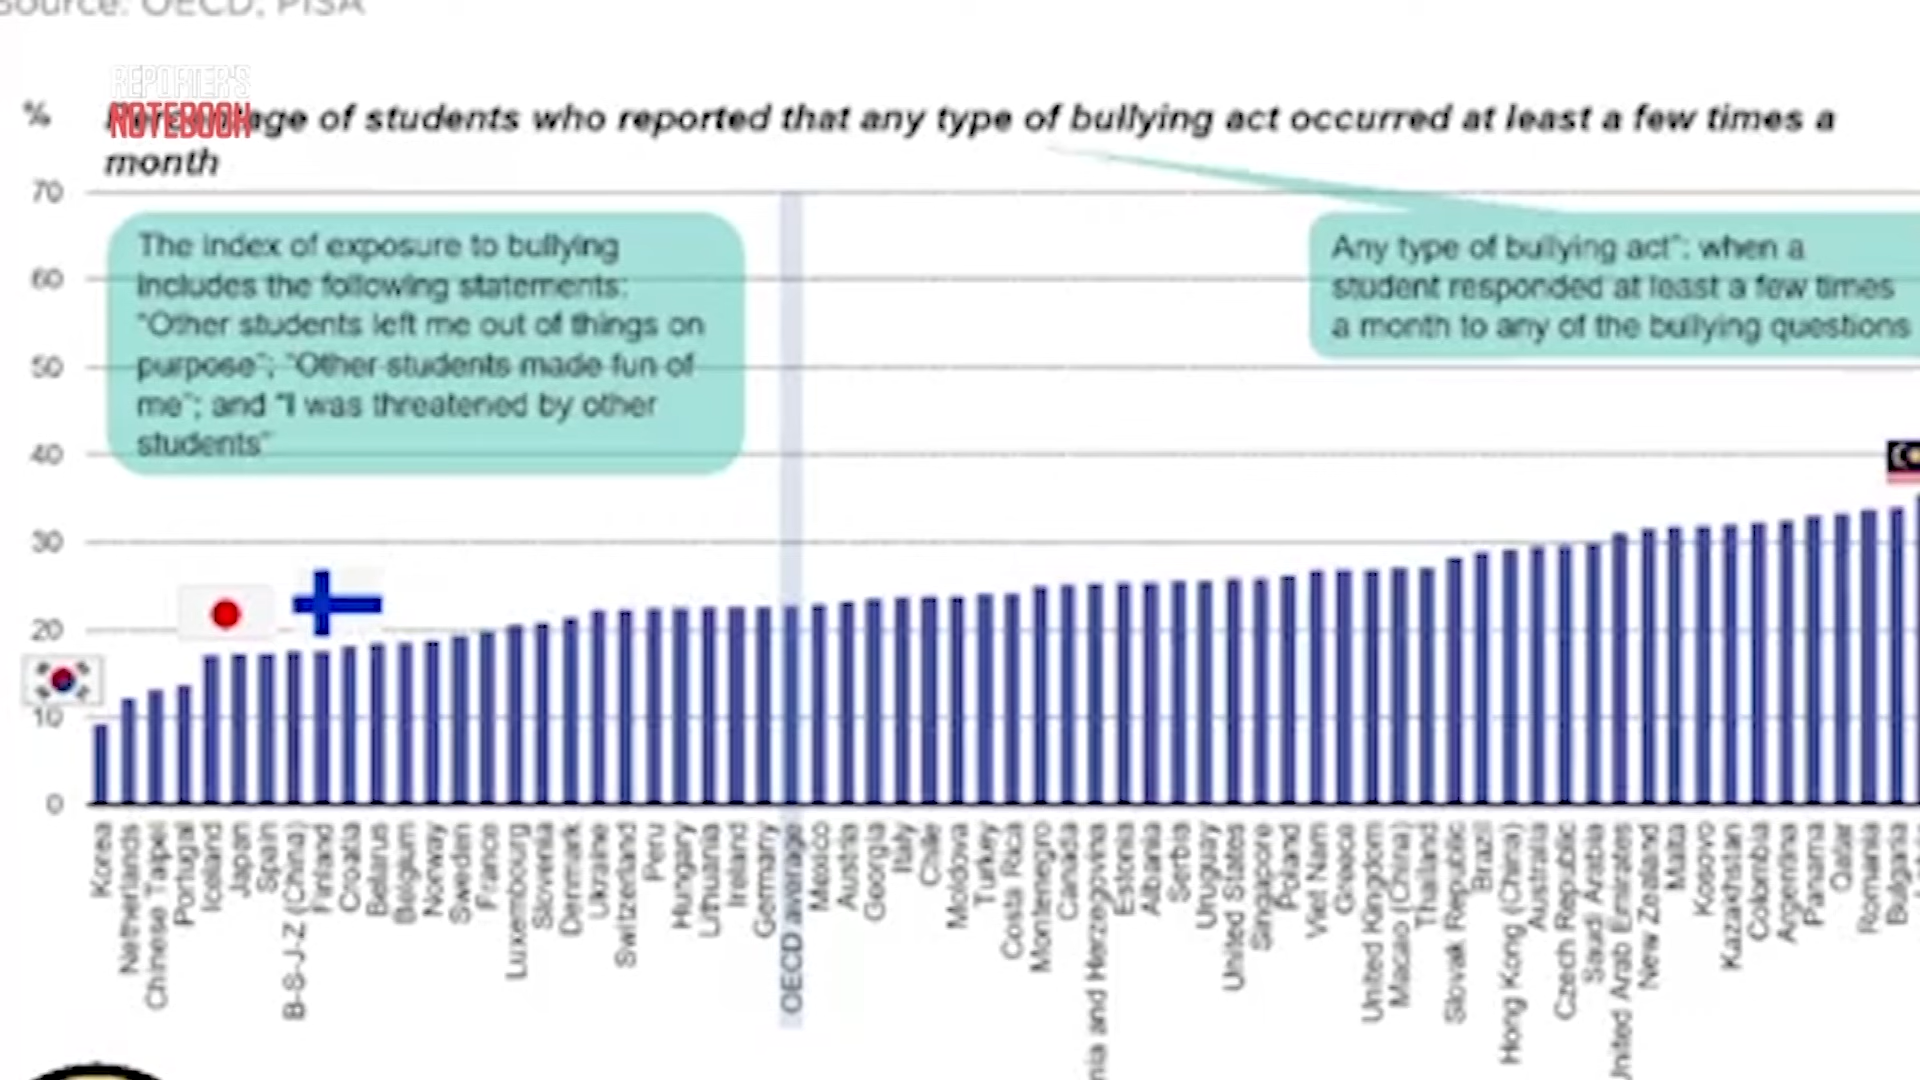 Source: OECD, PISA
REPORTER'S
NOTEBOOK
%
Percentage of students who reported that any type of bullying act occurred at least a few times a
month
70
60
50
40
30
20
10
0
The index of exposure to bullying
includes the following statements:
"Other students left me out of things on
purpose"; "Other students made fun of
me"; and "I was threatened by other
students"
Any type of bullying act": when a
student responded at least a few times
a month to any of the bullying questions
Korea
Netherlands
Chinese Taipei
Portugal
Iceland
Japan
Spain
B-S-J-Z (China)
Finland
Croatia
Belarus
Belgium
Norway
Sweden
France
Luxembourg
Slovenia
Denmark
Ukraine
Switzerland
Peru
Hungary
Lithuania
Ireland
Germany
OECD average
Mexico
Austria
Georgia
Italy
Chile
Moldova
Turkey
Costa Rica
Montenegro
Canada
nia and Herzegovina
Estonia
Albania
Serbia
Uruguay
United States
Singapore
Poland
Viet Nam
Greece
United Kingdom
Macao (China)
Thailand
Slovak Republic
Brazil
Hong Kong (China)
Australia
Czech Republic
Saudi Arabia
United Arab Emirates
New Zealand
Malta
Kosovo
Kazakhstan
Colombia
Argentina
Panama
Qatar
Romania
Bulgaria